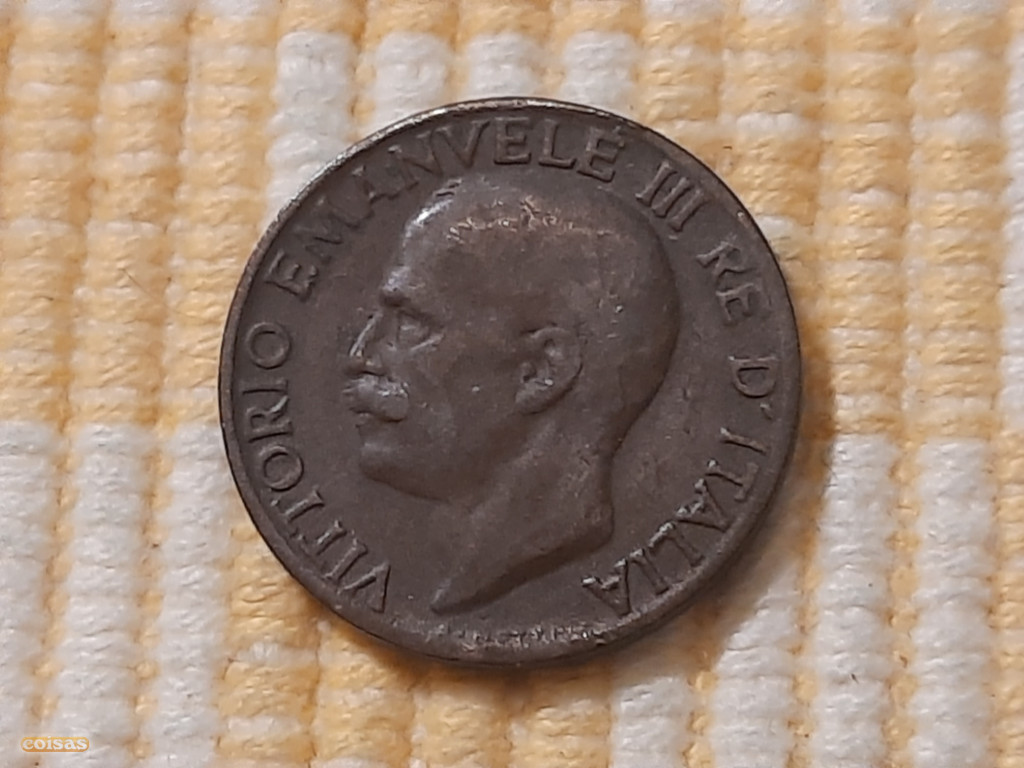 VITTORIO EMANVELE III RE D'ITALIA
coisas